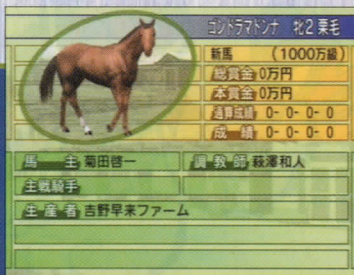 ゴンドラマドンナ 牝2 栗毛
新馬 (1000万級)
総賞金 0万円
本賞金 0万円
通算成績 0- 0- 0- 0
成 績 0- 0- 0- 0
馬 主 菊田啓一 調教師 萩澤和人
主戦騎手
生産者 吉野早来ファーム